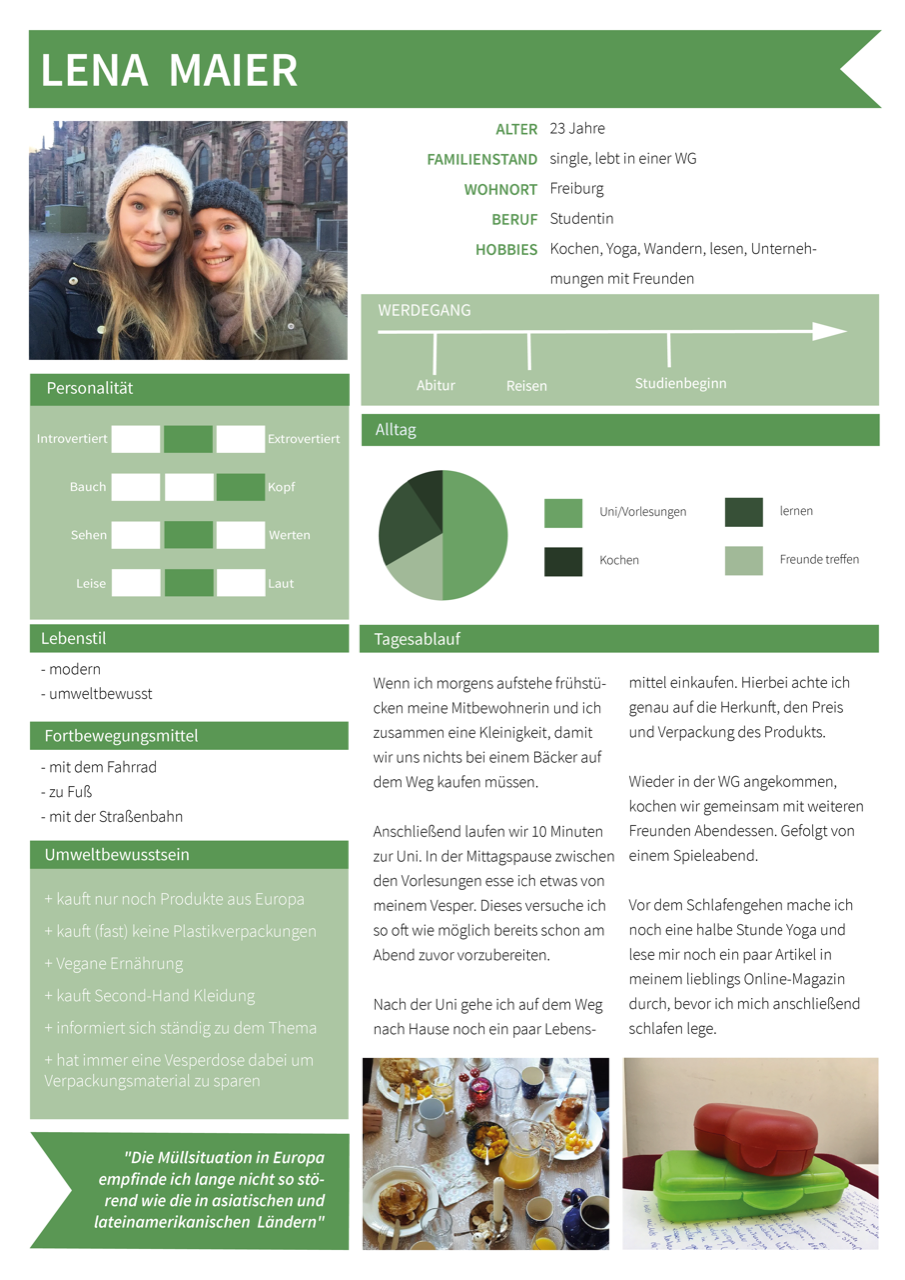 LENA MAIER
ALTER 23 Jahre
FAMILIENSTAND single, lebt in einer WG
WOHNORT Freiburg
BERUF Studentin
HOBBIES Kochen, Yoga, Wandern, lesen, Unterneh-
mungen mit Freunden
WERDEGANG
Abitur Reisen Studienbeginn
Personalität
Introvertiert Extrovertiert
Bauch Kopf
Sehen Werten
Leise Laut
Alltag
Uni/Vorlesungen lernen
Kochen Freunde treffen
Lebenstil
- modern
- umweltbewusst
Fortbewegungsmittel
- mit dem Fahrrad
- zu Fuß
- mit der Straßenbahn
Umweltbewusstsein
+ kauft nur noch Produkte aus Europa
+ kauft (fast) keine Plastikverpackungen
+ Vegane Ernährung
+ kauft Second-Hand Kleidung
+ informiert sich ständig zu dem Thema
+ hat immer eine Vesperdose dabei um
Verpackungsmaterial zu sparen
"Die Müllsituation in Europa
empfinde ich lange nicht so stö-
rend wie die in asiatischen und
lateinamerikanischen Ländern"
Tagesablauf
Wenn ich morgens aufstehe frühstü-
cken meine Mitbewohnerin und ich
zusammen eine Kleinigkeit, damit
wir uns nichts bei einem Bäcker auf
dem Weg kaufen müssen.
Anschließend laufen wir 10 Minuten
zur Uni. In der Mittagspause zwischen
den Vorlesungen esse ich etwas von
meinem Vesper. Dieses versuche ich
so oft wie möglich bereits schon am
Abend zuvor vorzubereiten.
Nach der Uni gehe ich auf dem Weg
nach Hause noch ein paar Lebens-
mittel einkaufen. Hierbei achte ich
genau auf die Herkunft, den Preis
und Verpackung des Produkts.
Wieder in der WG angekommen,
kochen wir gemeinsam mit weiteren
Freunden Abendessen. Gefolgt von
einem Spieleabend.
Vor dem Schlafengehen mache ich
noch eine halbe Stunde Yoga und
lese mir noch ein paar Artikel in
meinem lieblings Online-Magazin
durch, bevor ich mich anschließend
schlafen lege.